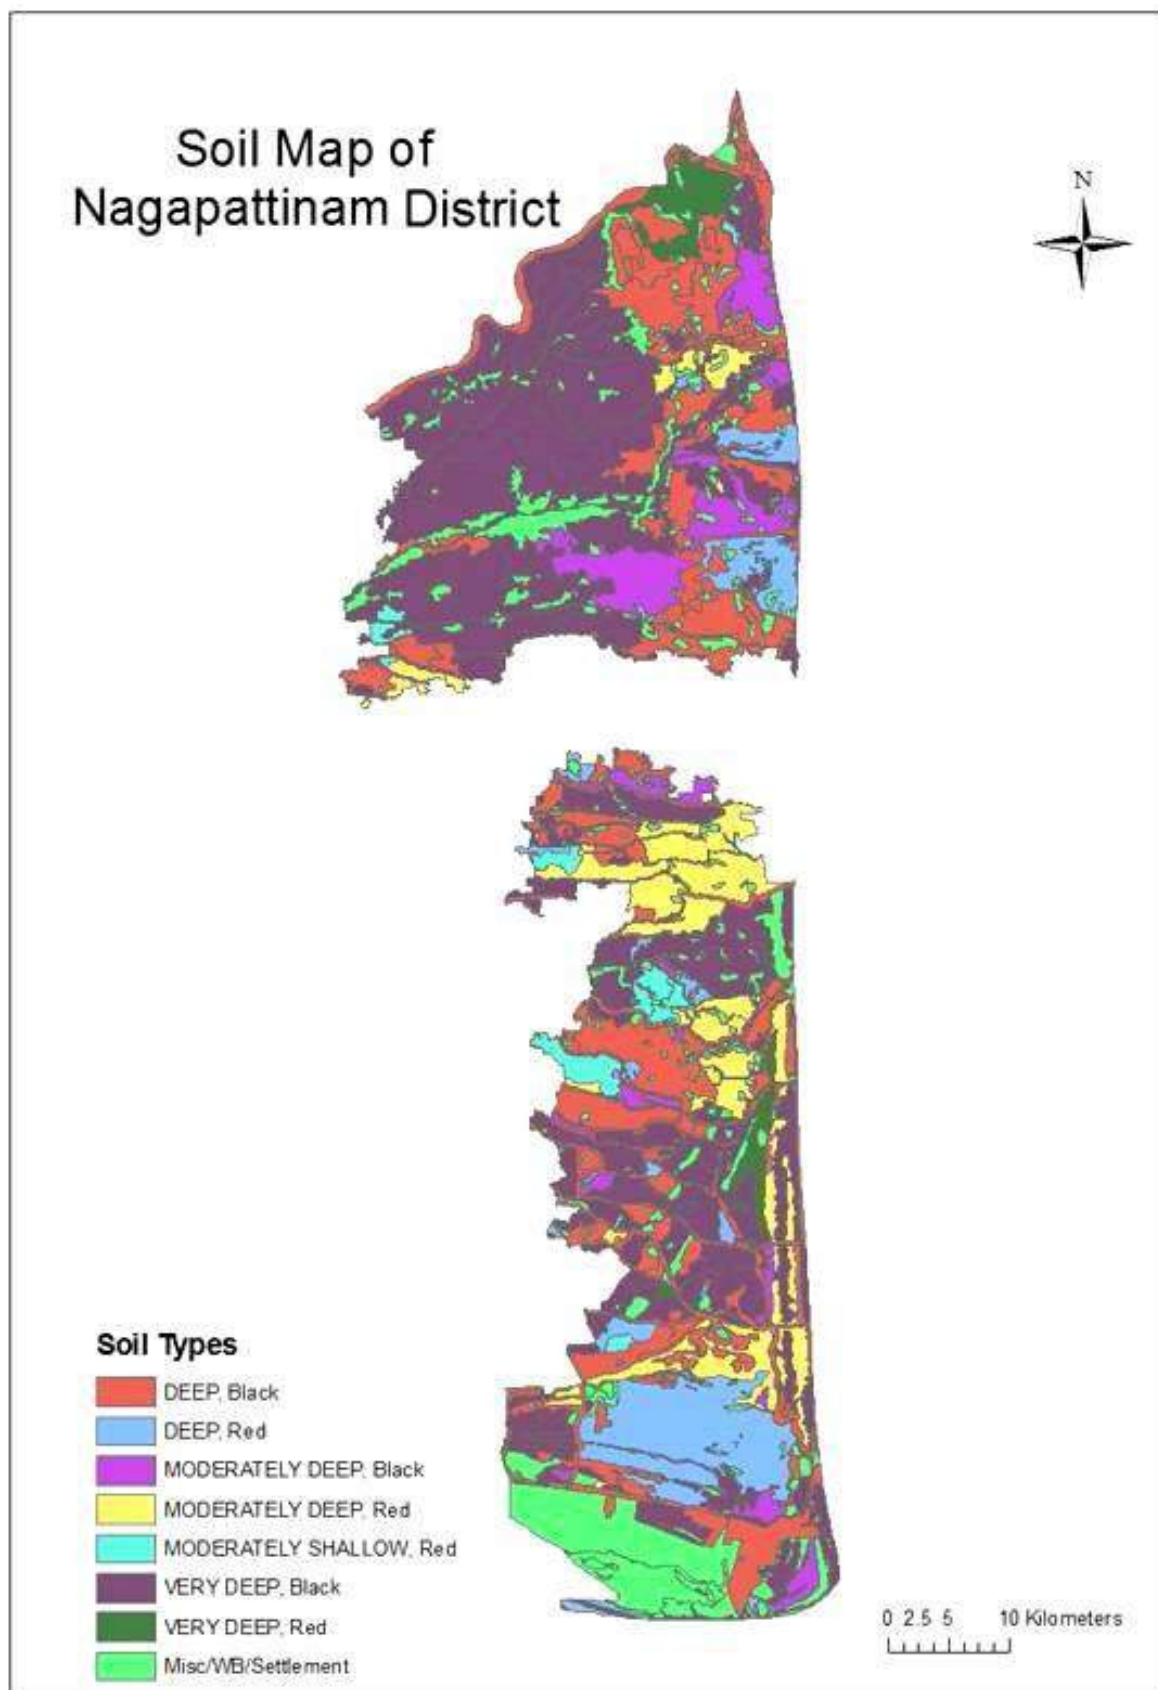 Soil Map of
Nagapattinam District
N
Soil Types
DEEP, Black
DEEP, Red
MODERATELY DEEP, Black
MODERATELY DEEP, Red
MODERATELY SHALLOW, Red
VERY DEEP, Black
VERY DEEP, Red
Misc/WB/Settlement
0 2.5 5 10 Kilometers